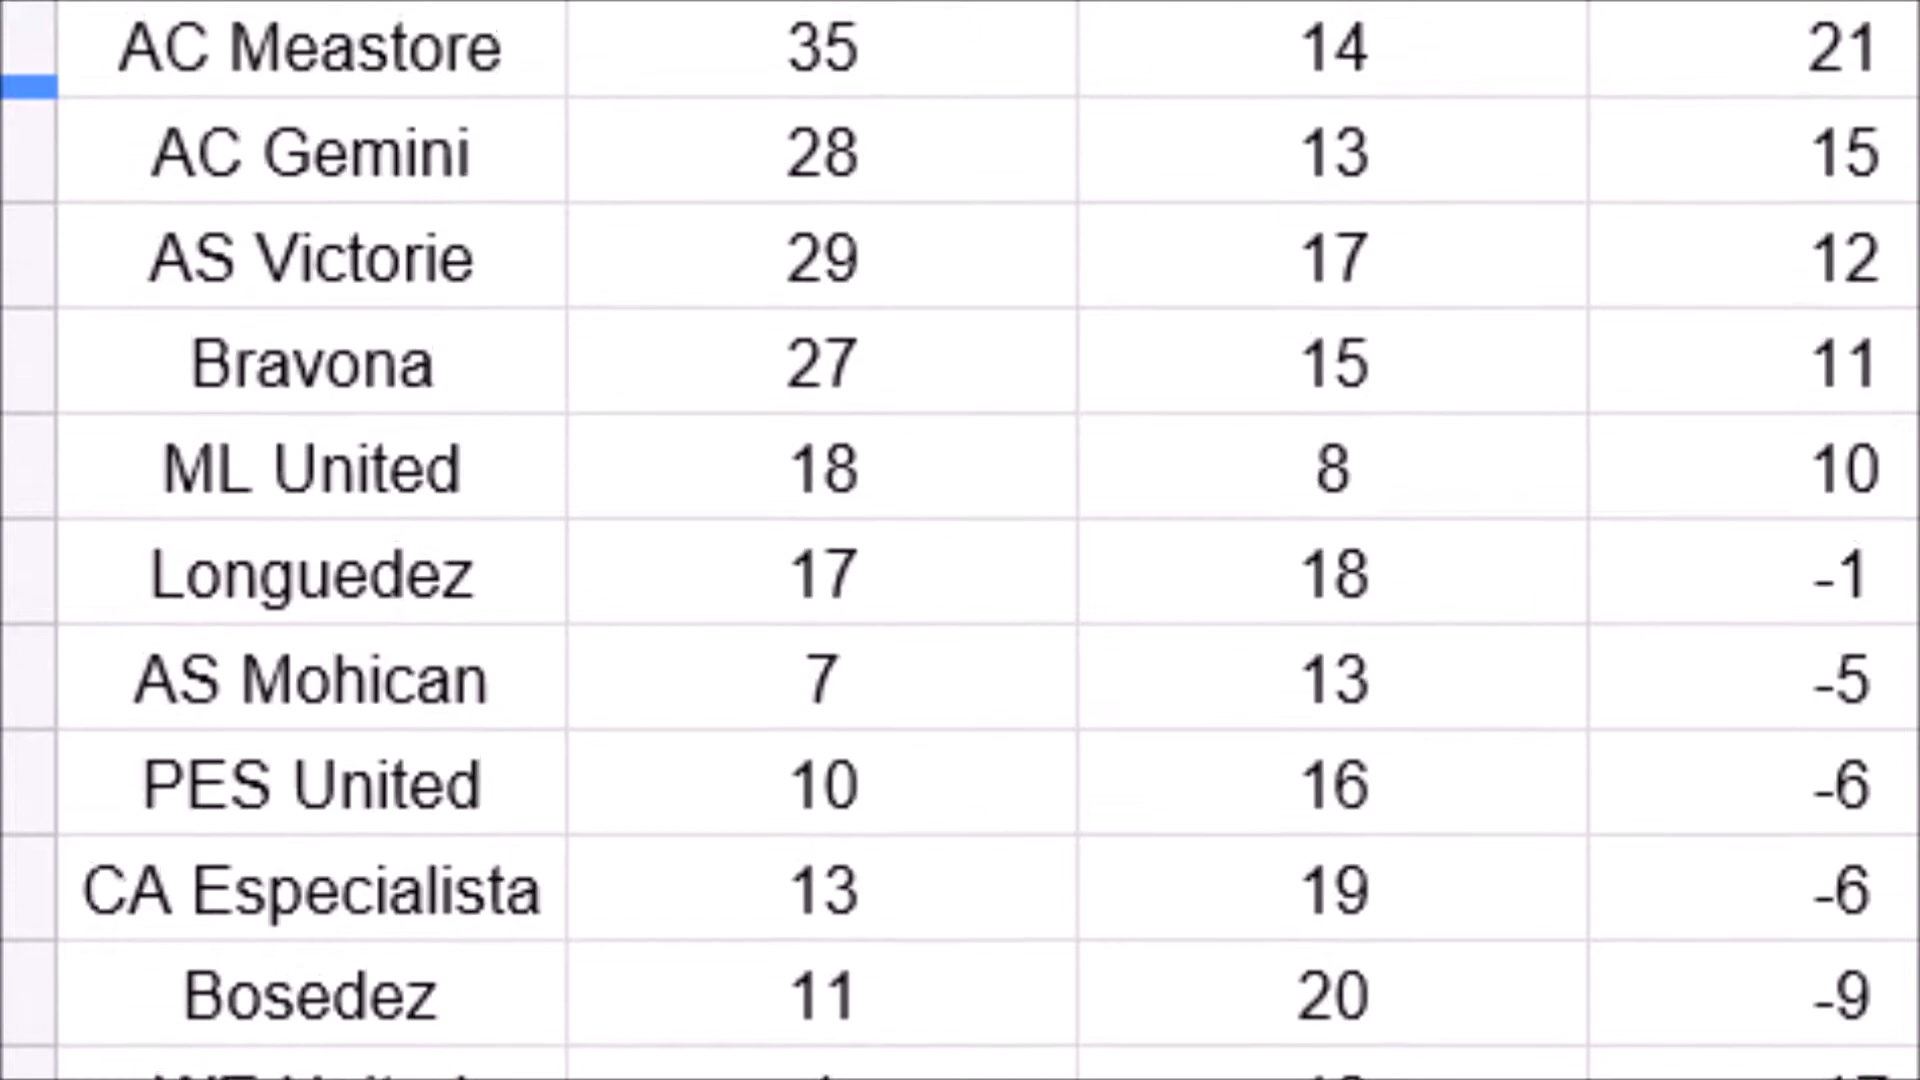 AC Meastore 35 14 21
AC Gemini 28 13 15
AS Victorie 29 17 12
Bravona 27 15 11
ML United 18 8 10
Longuedez 17 18 -1
AS Mohican 7 13 -5
PES United 10 16 -6
CA Especialista 13 19 -6
Bosedez 11 20 -9